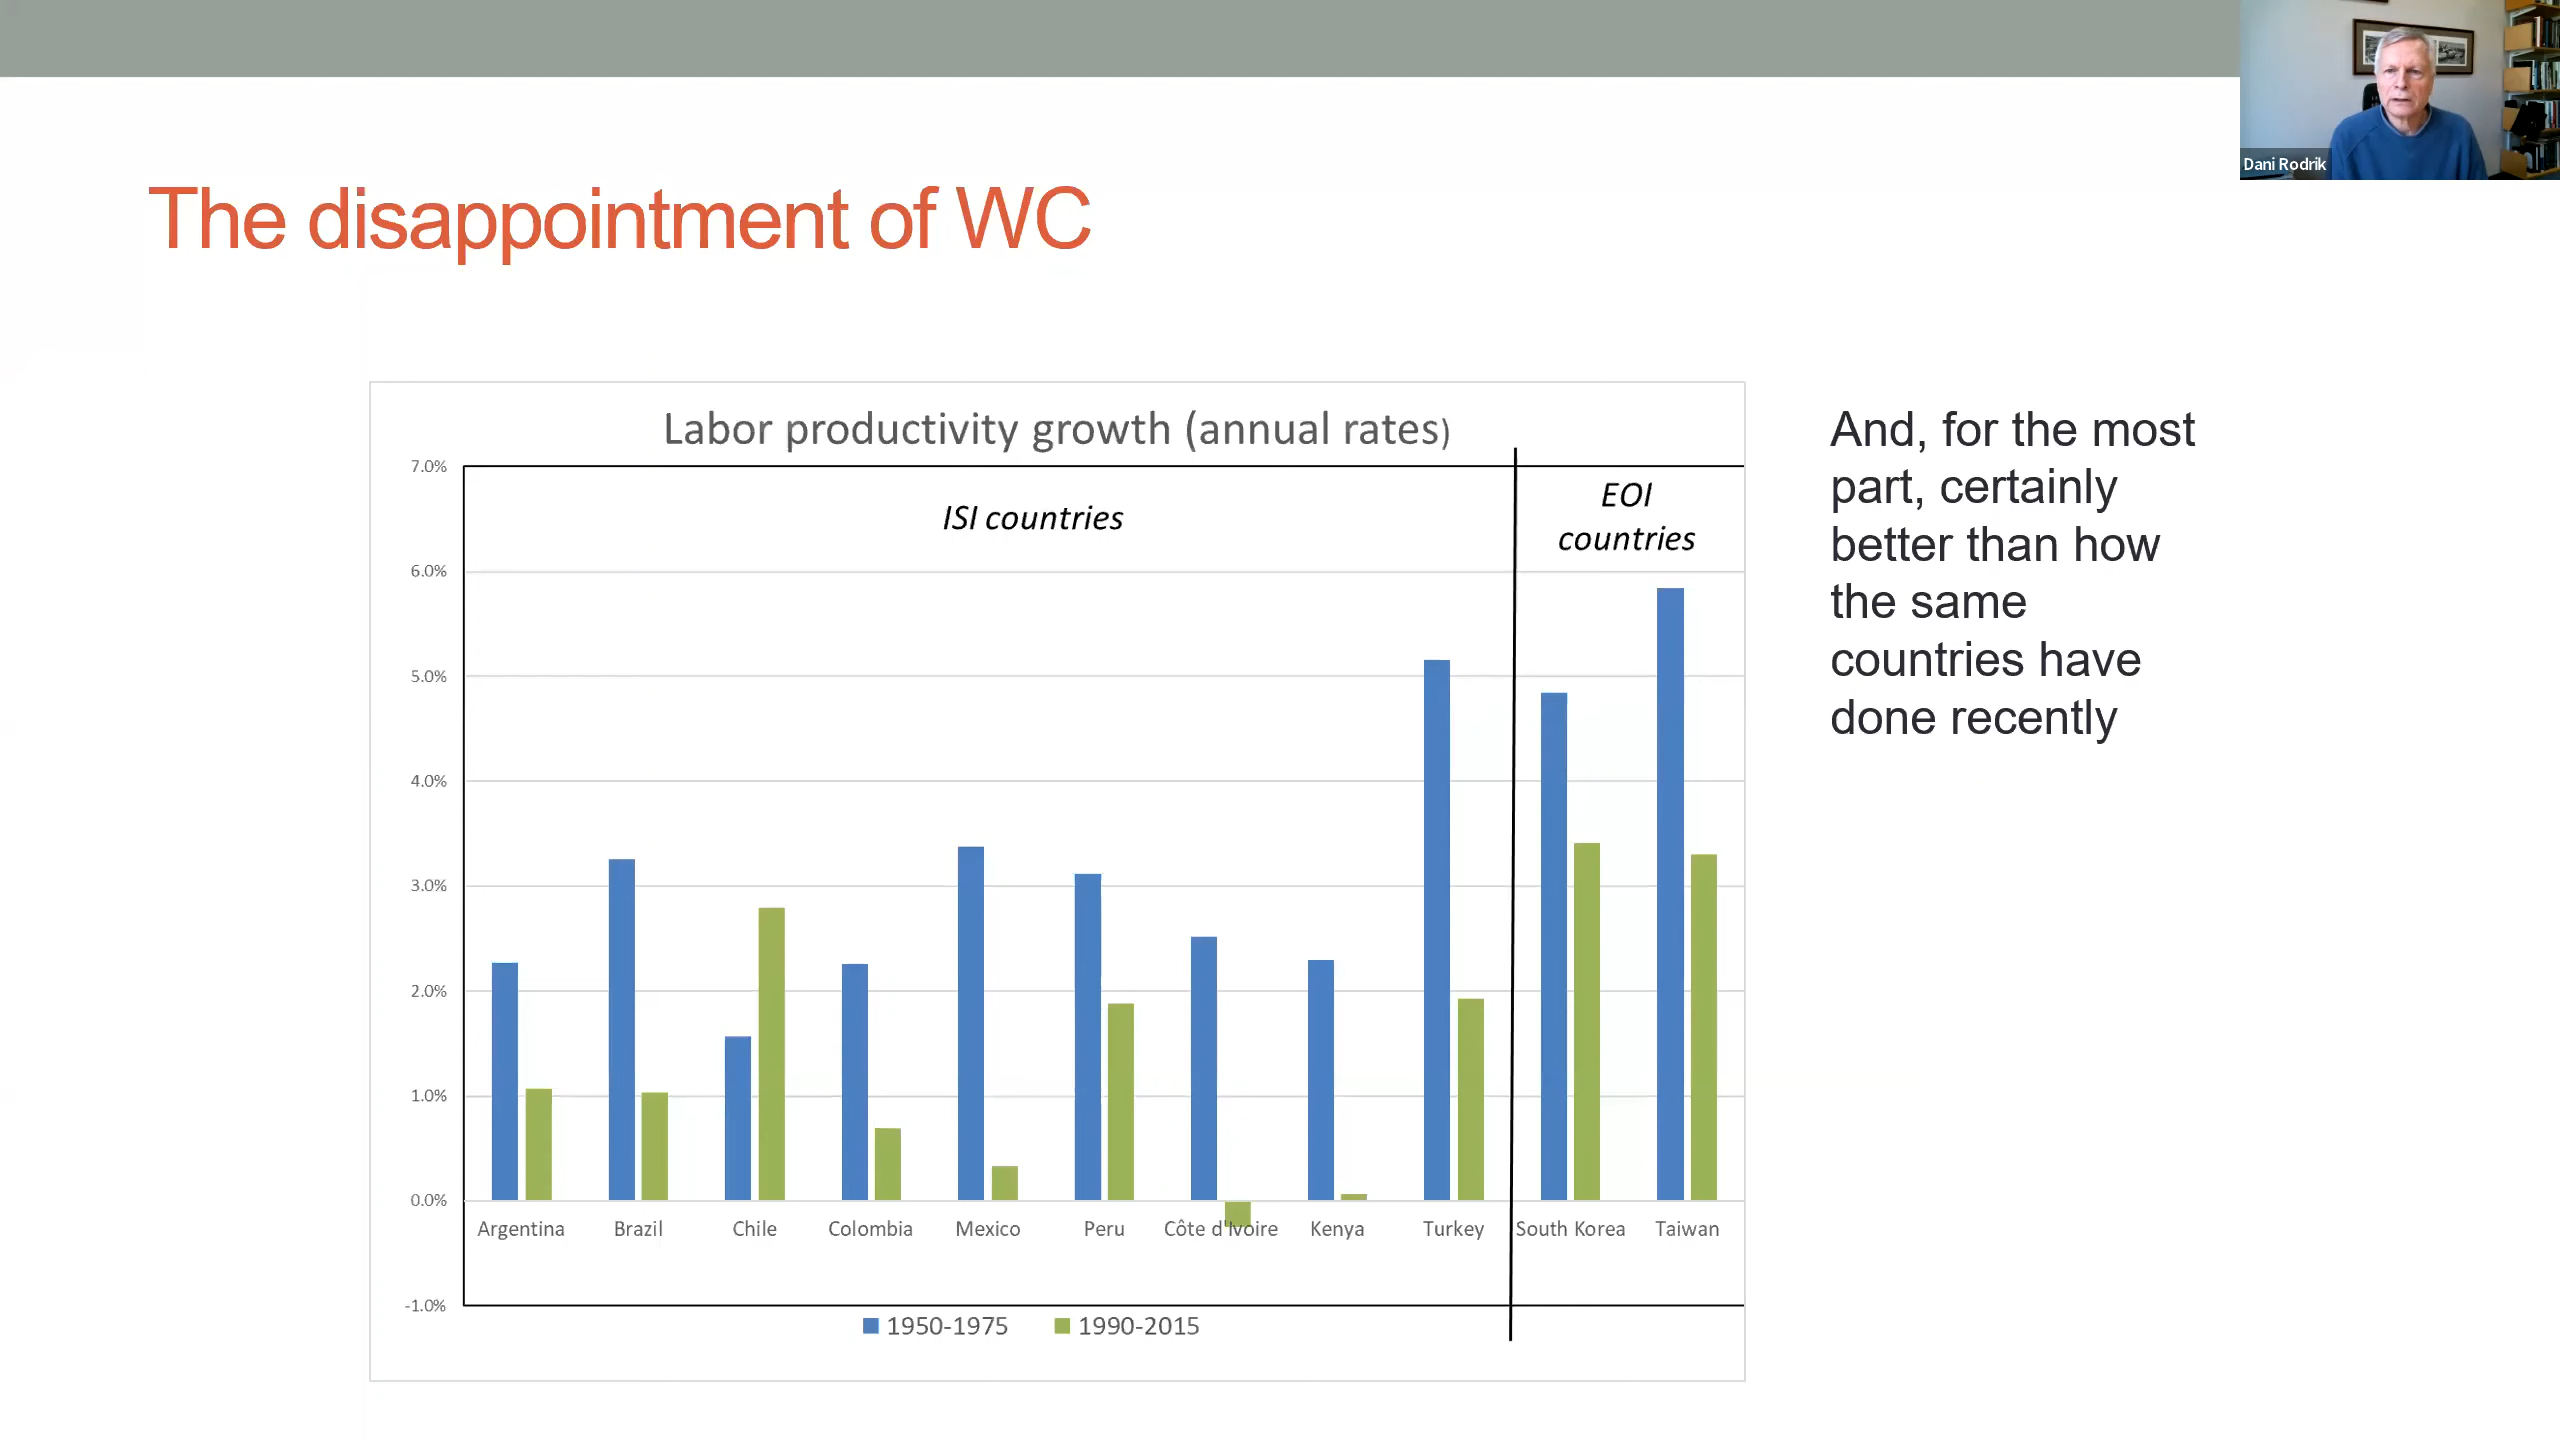 Dani Rodrik
The disappointment of WC
Labor productivity growth (annual rates)
7.0%
6.0%
5.0%
4.0%
3.0%
2.0%
1.0%
0.0%
-1.0%
ISI countries
EOI
countries
Argentina Brazil Chile Colombia Mexico Peru Côte d'Ivoire Kenya Turkey South Korea Taiwan
1950-1975 1990-2015
And, for the most
part, certainly
better than how
the same
countries have
done recently